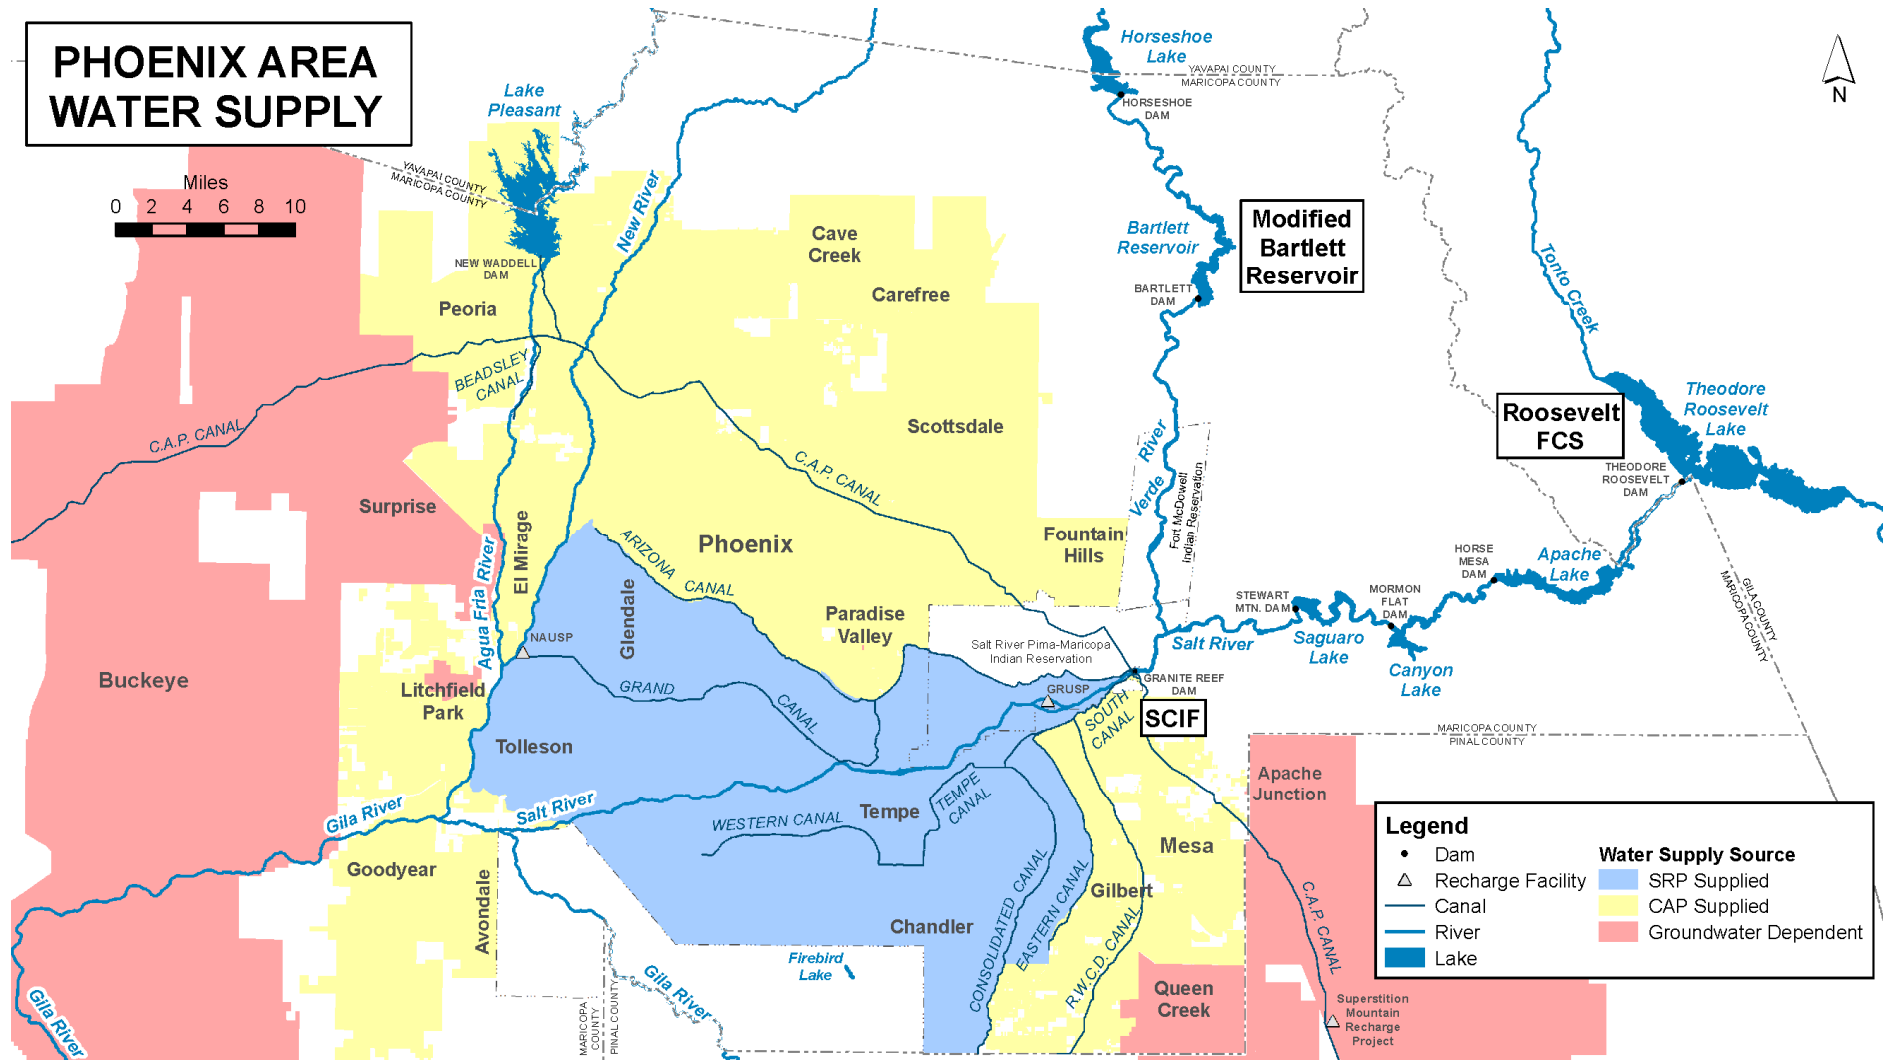 PHOENIX AREA
WATER SUPPLY
Miles
0 2 4 6 8 10
N
Lake
Pleasant
YAVAPAI COUNTY
MARICOPA COUNTY
NEW WADDELL
DAM
New River
Horseshoe
Lake
YAVAPAI COUNTY
MARICOPA COUNTY
HORSESHOE
DAM
Bartlett
Reservoir
Modified
Bartlett
Reservoir
BARTLETT
DAM
Tonto Creek
Cave
Creek
Carefree
Peoria
BEADSLEY
CANAL
C.A.P. CANAL
Scottsdale
C.A.P. CANAL
Theodore
Roosevelt
Lake
Roosevelt
FCS
THEODORE
ROOSEVELT
DAM
Verde River
Fort McDowell
Indian Reservation
Surprise
El Mirage
Agua Fria River
Phoenix
ARIZONA CANAL
Fountain
Hills
Glendale
Paradise
Valley
HORSE
MESA
DAM
Apache
Lake
MORMON
FLAT
DAM
STEWART
MTN. DAM
Salt River
Saguaro
Lake
Canyon
Lake
GILA COUNTY
MARICOPA COUNTY
NAUSP
Salt River Pima-Maricopa
Indian Reservation
GRANITE REEF
DAM
GRUSP
SOUTH
CANAL
SCIF
Buckeye
Litchfield
Park
GRAND CANAL
Tolleson
MARICOPA COUNTY
PINAL COUNTY
Apache
Junction
Gila River
Salt River
WESTERN CANAL
Tempe
TEMPE
CANAL
Mesa
Goodyear
Avondale
Gilbert
Chandler
CONSOLIDATED CANAL
EASTERN CANAL
R.W.C.D. CANAL
C.A.P. CANAL
Firebird
Lake
Gila River
Gila River
MARICOPA
COUNTY
PINAL COUNTY
Queen
Creek
Superstition
Mountain
Recharge
Project
Legend
Dam
Recharge Facility
Canal
River
Lake
Water Supply Source
SRP Supplied
CAP Supplied
Groundwater Dependent